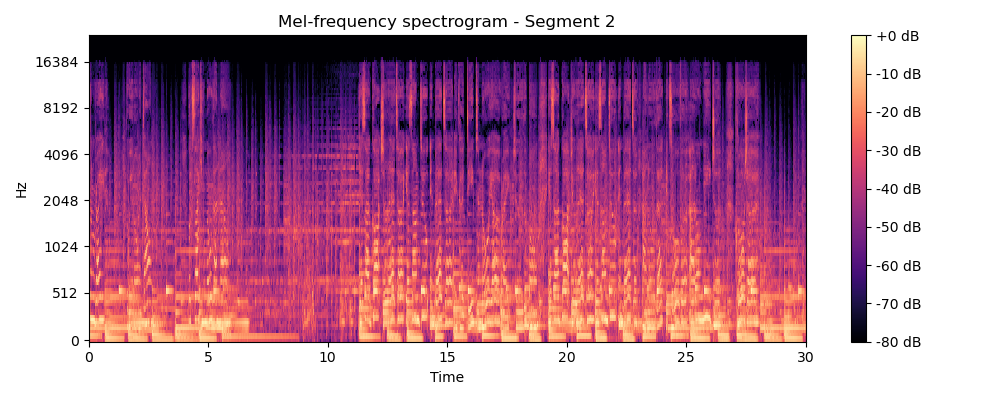 Mel-frequency spectrogram - Segment 2
Hz
16384
8192
4096
2048
1024
512
0
0 5 10 15 20 25 30
Time
+0 dB
-10 dB
-20 dB
-30 dB
-40 dB
-50 dB
-60 dB
-70 dB
-80 dB